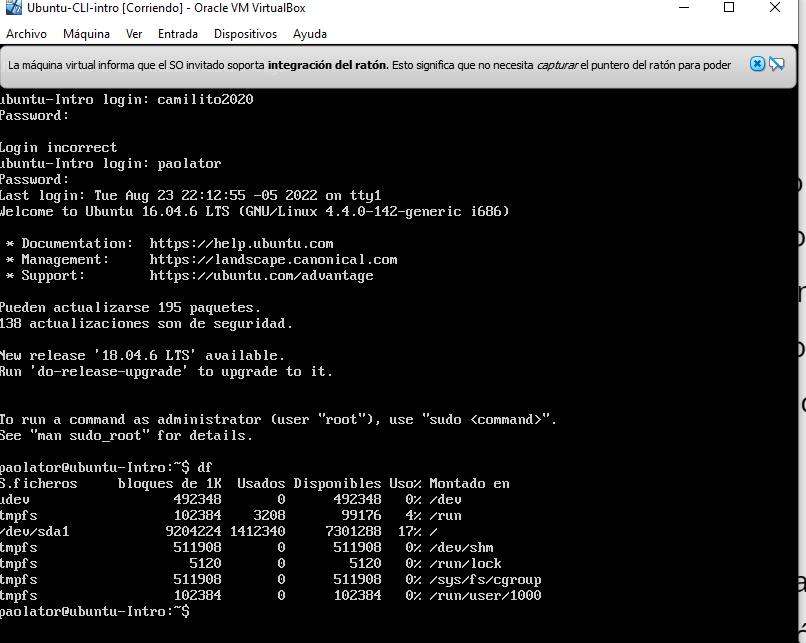 Ubuntu-CLI-intro [Corriendo] - Oracle VM VirtualBox
Archivo Máquina Ver Entrada Dispositivos Ayuda
La máquina virtual informa que el SO invitado soporta integración del ratón. Esto significa que no necesita capturar el puntero del ratón para poder
ubuntu-Intro login: camilito2020
Password:
Login incorrect
ubuntu-Intro login: paolator
Password:
Last login: Tue Aug 23 22:12:55 -05 2022 on tty1
Welcome to Ubuntu 16.04.6 LTS (GNU/Linux 4.4.0-142-generic i686)
* Documentation: https://help.ubuntu.com
* Management: https://landscape.canonical.com
* Support: https://ubuntu.com/advantage
Pueden actualizarse 195 paquetes.
138 actualizaciones son de seguridad.
New release '18.04.6 LTS' available.
Run 'do-release-upgrade' to upgrade to it.
To run a command as administrator (user "root"), use "sudo <command>".
See "man sudo_root" for details.
paolator@ubuntu-Intro:~$ df
S.ficheros bloques de 1K Usados Disponibles Uso% Montado en
udev 492348 0 492348 0% /dev
tmpfs 102384 3208 99176 4% /run
/dev/sda1 9204224 1412340 7301288 17% /
tmpfs 511908 0 511908 0% /dev/shm
tmpfs 5120 0 5120 0% /run/lock
tmpfs 511908 0 511908 0% /sys/fs/cgroup
tmpfs 102384 0 102384 0% /run/user/1000
paolator@ubuntu-Intro:~$